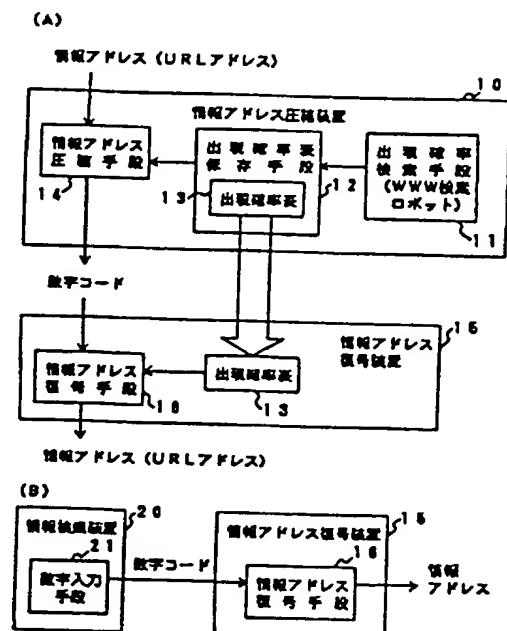 (A)
情報アドレス (URLアドレス)
10
情報アドレス圧縮装置
情報アドレス
圧縮手段
14
出現確率表
保存手段
13
出現確率表
12
出現確率
検索手段
(WWW検索
ロボット)
11
数字コード
15
情報アドレス
復号装置
情報アドレス
復号手段
16
出現確率表
13
情報アドレス (URLアドレス)
(B)
20
情報検索装置
21
数字入力
手段
数字コード
15
情報アドレス復号装置
16
情報アドレス
復号手段
情報
アドレス